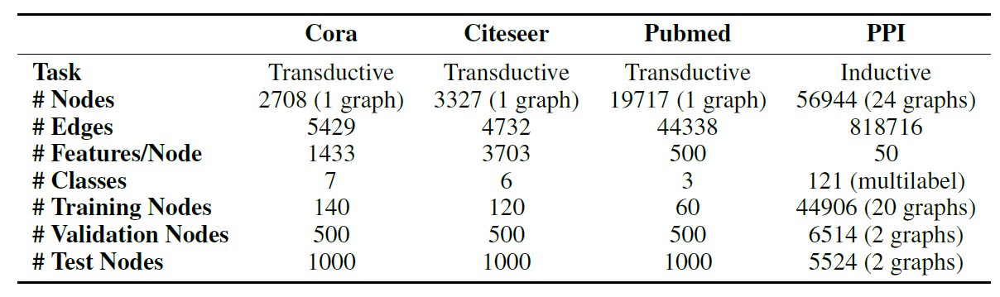 Cora Citeseer Pubmed PPI
Task Transductive Transductive Transductive Inductive
# Nodes 2708 (1 graph) 3327 (1 graph) 19717 (1 graph) 56944 (24 graphs)
# Edges 5429 4732 44338 818716
# Features/Node 1433 3703 500 50
# Classes 7 6 3 121 (multilabel)
# Training Nodes 140 120 60 44906 (20 graphs)
# Validation Nodes 500 500 500 6514 (2 graphs)
# Test Nodes 1000 1000 1000 5524 (2 graphs)